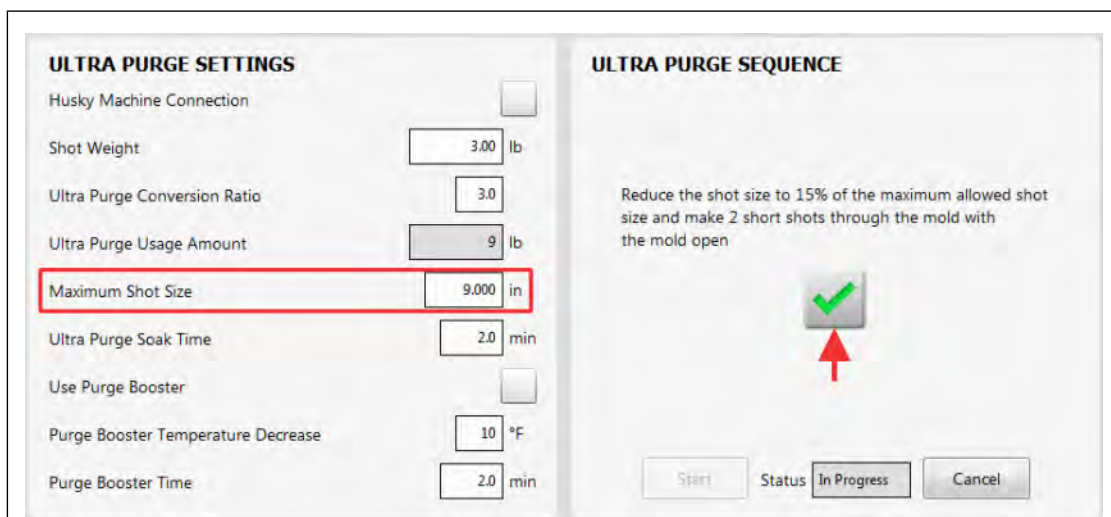 ULTRA PURGE SETTINGS
Husky Machine Connection
Shot Weight 3.00 lb
Ultra Purge Conversion Ratio 3.0
Ultra Purge Usage Amount 9 lb
Maximum Shot Size 9.000 in
Ultra Purge Soak Time 2.0 min
Use Purge Booster
Purge Booster Temperature Decrease 10 °F
Purge Booster Time 2.0 min
ULTRA PURGE SEQUENCE
Reduce the shot size to 15% of the maximum allowed shot
size and make 2 short shots through the mold with
the mold open
Start Status In Progress Cancel